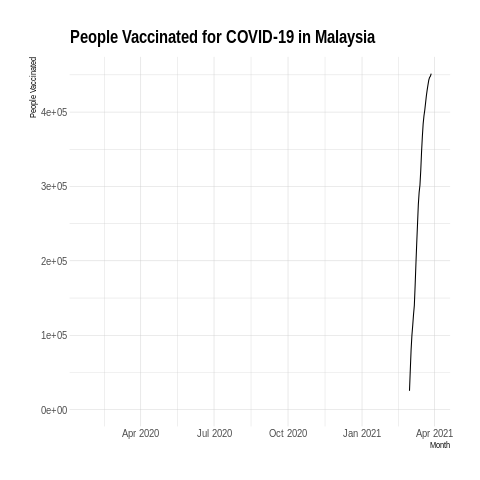 People Vaccinated for COVID-19 in Malaysia
People Vaccinated
4e+05
3e+05
2e+05
1e+05
0e+00
Apr 2020 Jul 2020 Oct 2020 Jan 2021 Apr 2021
Month